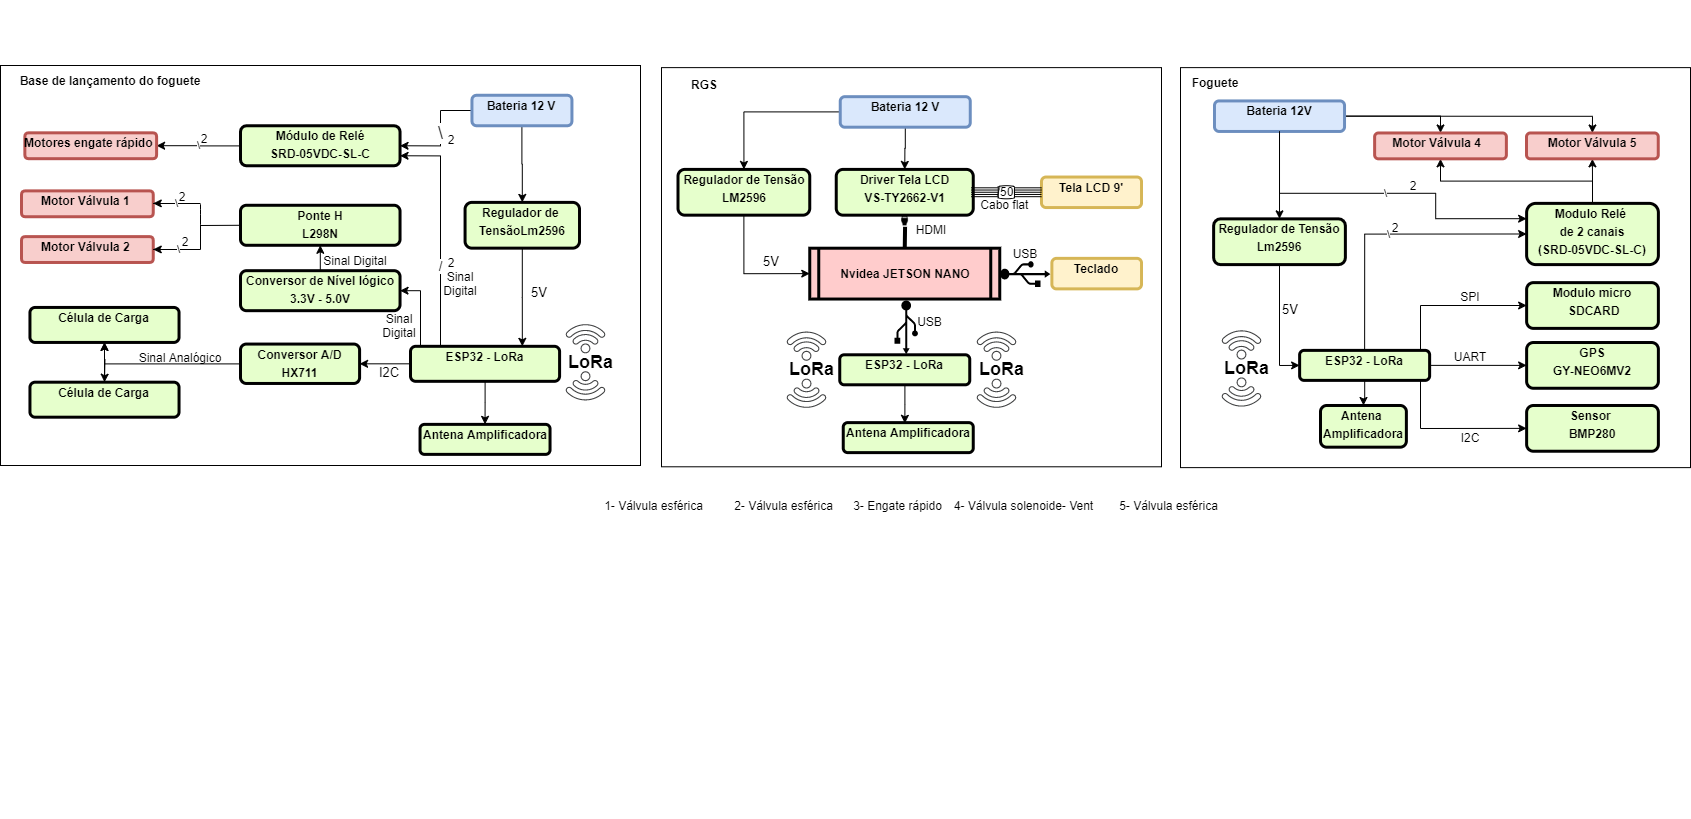 Base de lançamento do foguete
Bateria 12 V
2
Motores engate rápido
2
Módulo de Relé
SRD-05VDC-SL-C
Motor Válvula 1
2
Motor Válvula 2
2
Ponte H
L298N
Regulador de
TensãoLm2596
Sinal Digital
Conversor de Nível lógico
3.3V - 5.0V
2
Sinal
Digital
5V
Sinal
Digital
Célula de Carga
Sinal Analógico
Célula de Carga
Conversor A/D
HX711
I2C
ESP32 - LoRa
LoRa
Antena Amplificadora
RGS
Bateria 12 V
Regulador de Tensão
LM2596
Driver Tela LCD
VS-TY2662-V1
50
Cabo flat
Tela LCD 9'
HDMI
5V
Nvidea JETSON NANO
USB
Teclado
USB
LoRa
ESP32 - LoRa
LoRa
Antena Amplificadora
Foguete
Bateria 12V
Motor Válvula 4
Motor Válvula 5
2
Regulador de Tensão
Lm2596
2
Modulo Relé
de 2 canais
(SRD-05VDC-SL-C)
5V
SPI
Modulo micro
SDCARD
LoRa
ESP32 - LoRa
UART
GPS
GY-NEO6MV2
Antena
Amplificadora
I2C
Sensor
BMP280
1- Válvula esférica
2- Válvula esférica
3- Engate rápido
4- Válvula solenoide- Vent
5- Válvula esférica